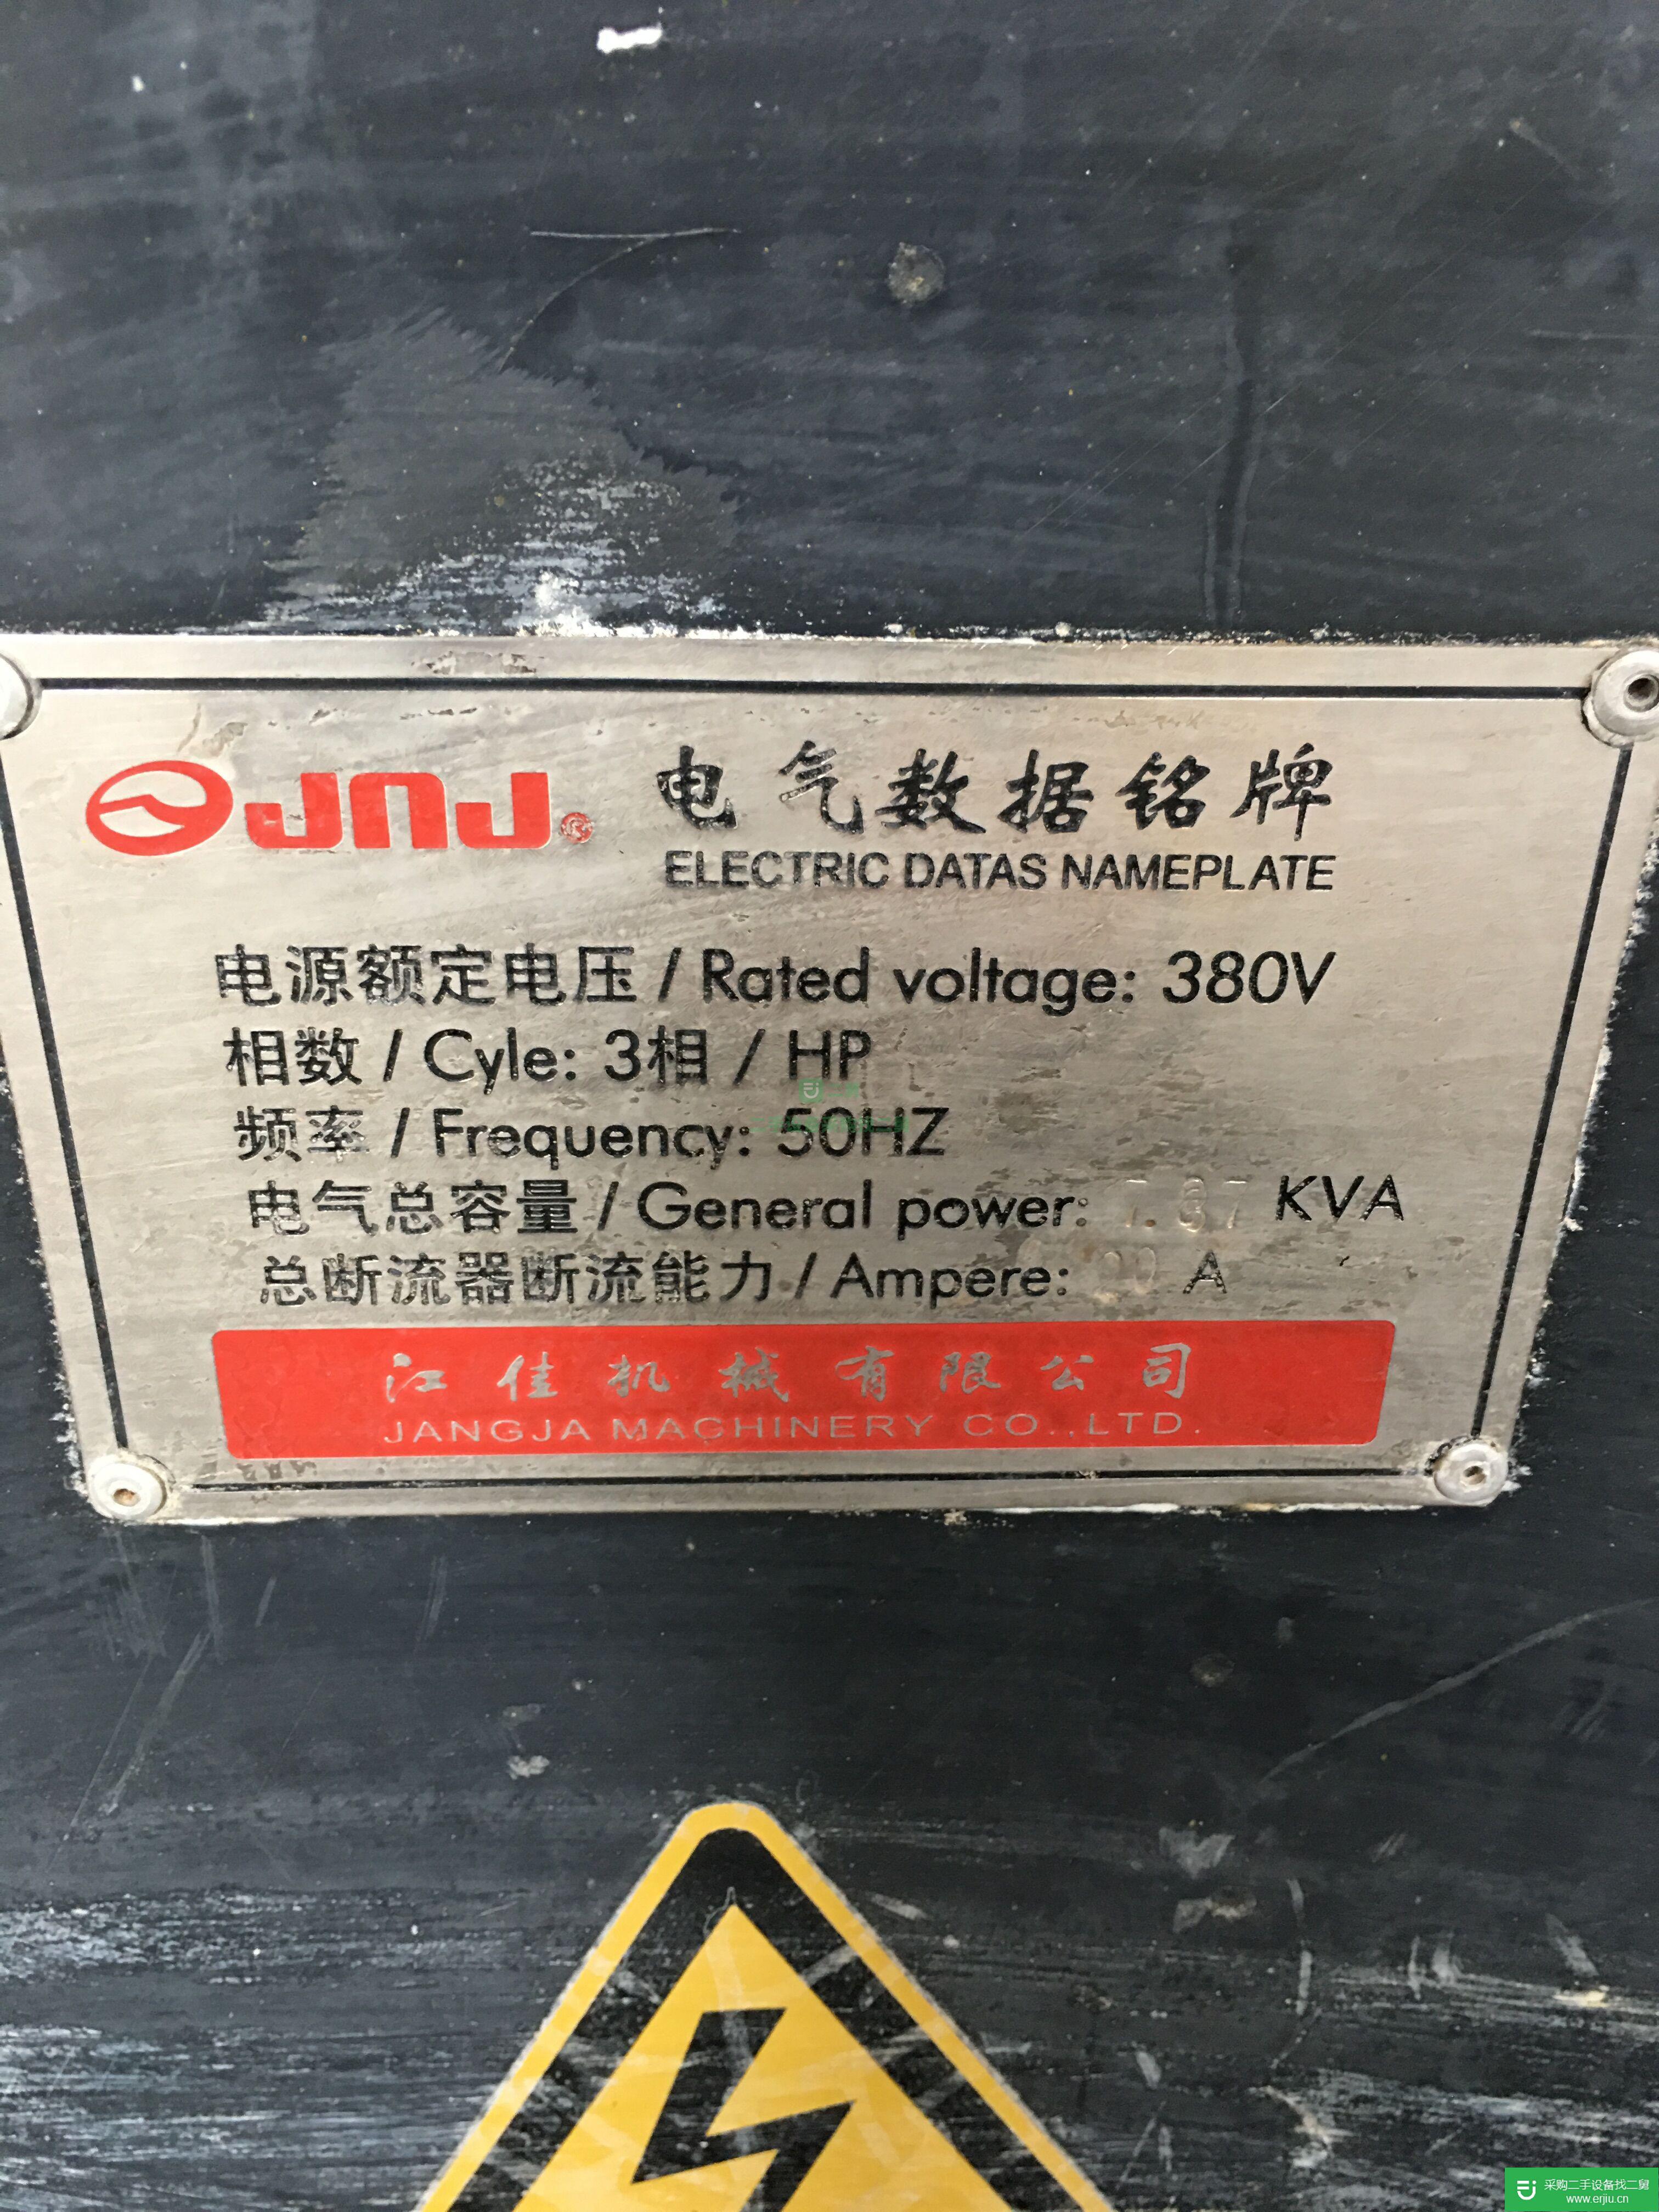 JNJ®
电气数据铭牌
ELECTRIC DATAS NAMEPLATE
电源额定电压 / Rated voltage: 380V
相数 / Cyle: 3相 / HP
频率 / Frequency: 50HZ
电气总容量 / General power: KVA
总断流器断流能力 / Ampere: A
江佳机械有限公司
JANGJA MACHINERY CO.,LTD.
采购二手设备找二舅
www.erjiu.cn